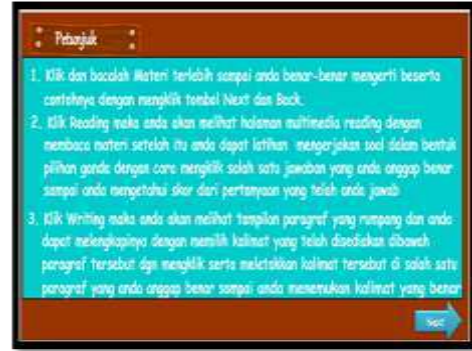 Petunjuk
1. Klik dan bacalah Materi terlebih sampai anda benar-benar mengerti beserta
contohnya dengan mengklik tombol Next dan Back.
2. Klik Reading maka anda akan melihat halaman multimedia reading dengan
membaca materi setelah itu anda dapat latihan mengerjakan soal dalam bentuk
pilihan ganda dengan cara mengklik salah satu jawaban yang anda anggap benar
sampai anda mengetahui skor dari pertanyaan yang telah anda jawab
3. Klik Writing maka anda akan melihat tampilan paragraf yang rumpang dan anda
dapat melengkapinya dengan memilih kalimat yang telah disediakan dibawah
paragraf tersebut dgn mengklik serta meletakkan kalimat tersebut di salah satu
paragraf yang anda anggap benar sampai anda menemukan kalimat yang benar
Next